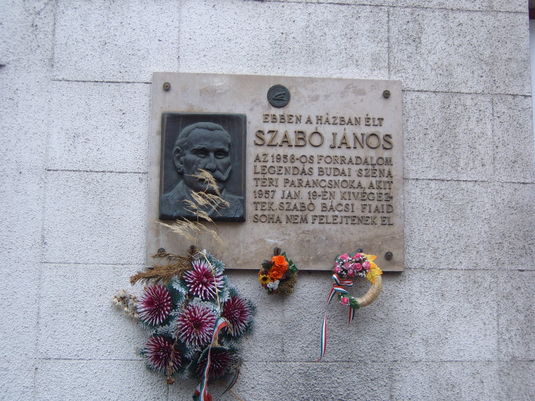 EBBEN A HÁZBAN ÉLT
SZABÓ JÁNOS
AZ 1956-OS FORRADALOM
LEGENDÁS BUDAI SZÉNA
TÉRI PARANCSNOKA, AKIT
1957 JAN. 19-ÉN KIVÉGEZ-
TEK. SZABÓ BÁCSI FIAID
SOHA NEM FELEJTENEK EL